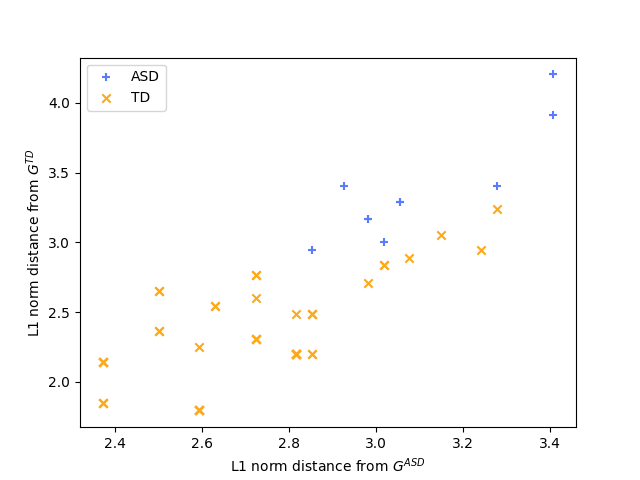 ASD
TD
4.0
3.5
3.0
2.5
2.0
L1 norm distance from G^{TD}
2.4 2.6 2.8 3.0 3.2 3.4
L1 norm distance from G^{ASD}